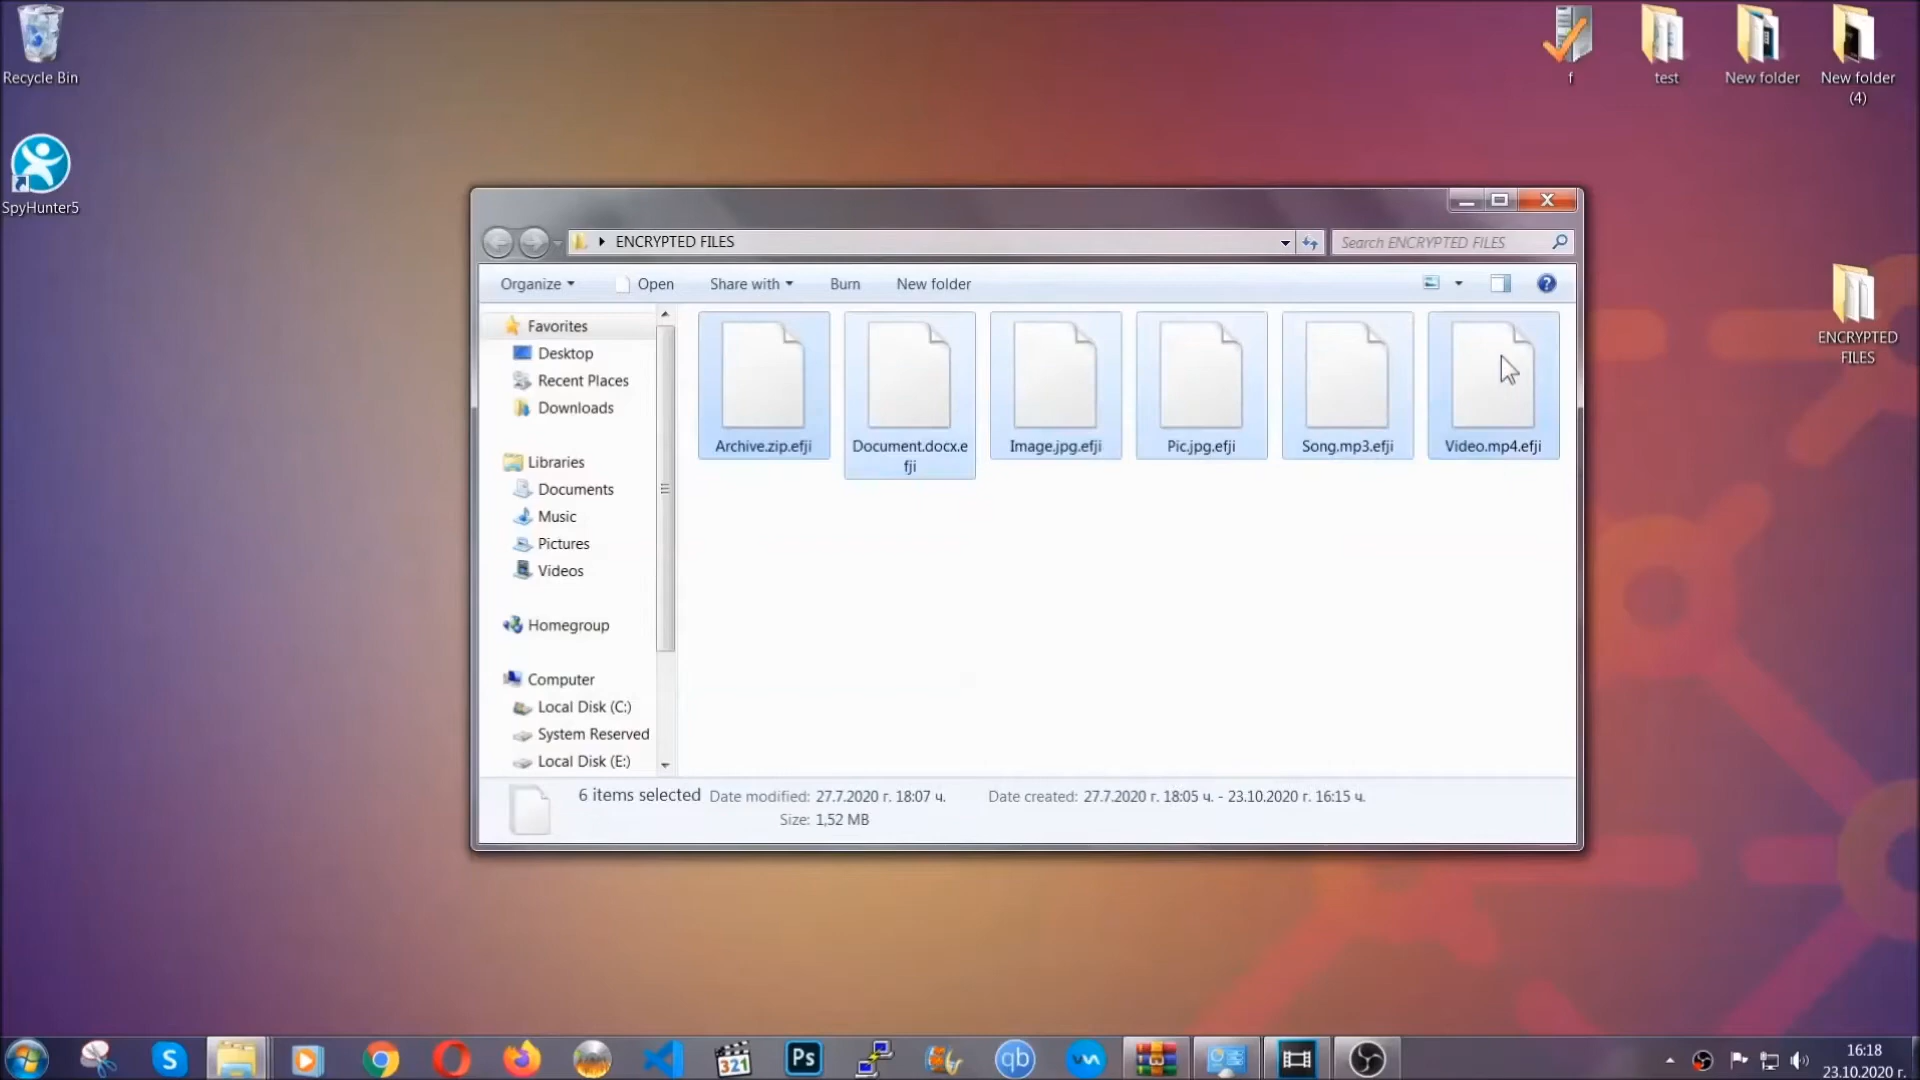 Recycle Bin
SpyHunter5
f
test
New folder
New folder
(4)
ENCRYPTED
FILES
ENCRYPTED FILES
Search ENCRYPTED FILES
Organize
Open
Share with
Burn
New folder
Favorites
Desktop
Recent Places
Downloads
Libraries
Documents
Music
Pictures
Videos
Homegroup
Computer
Local Disk (C:)
System Reserved
Local Disk (E:)
Archive.zip.efji
Document.docx.e
fji
Image.jpg.efji
Pic.jpg.efji
Song.mp3.efji
Video.mp4.efji
6 items selected
Date modified: 27.7.2020 г. 18:07 ч.
Date created: 27.7.2020 г. 18:05 ч. - 23.10.2020 г. 16:15 ч.
Size: 1,52 MB
S
321
Ps
qb
16:18
23.10.2020 г.